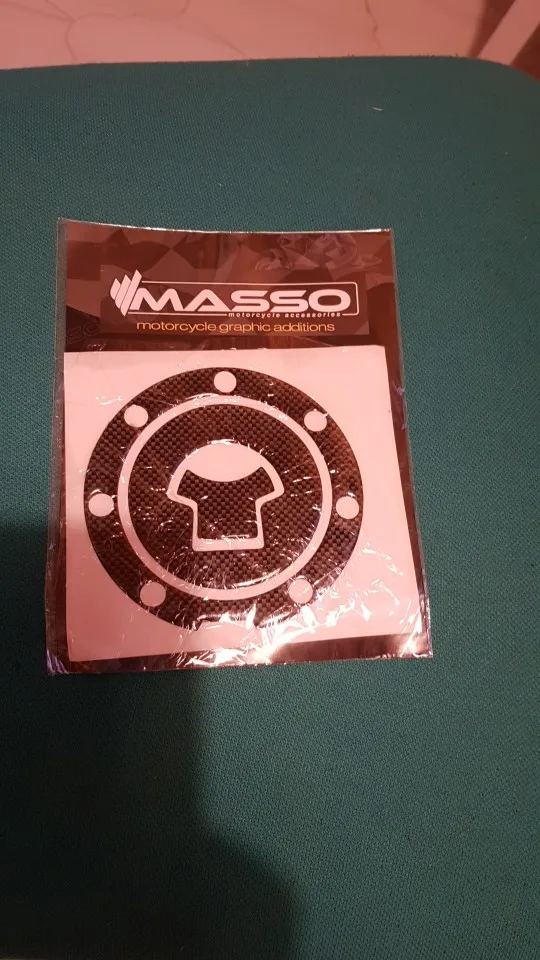 MASSO
motorcycle accessories
motorcycle graphic additions